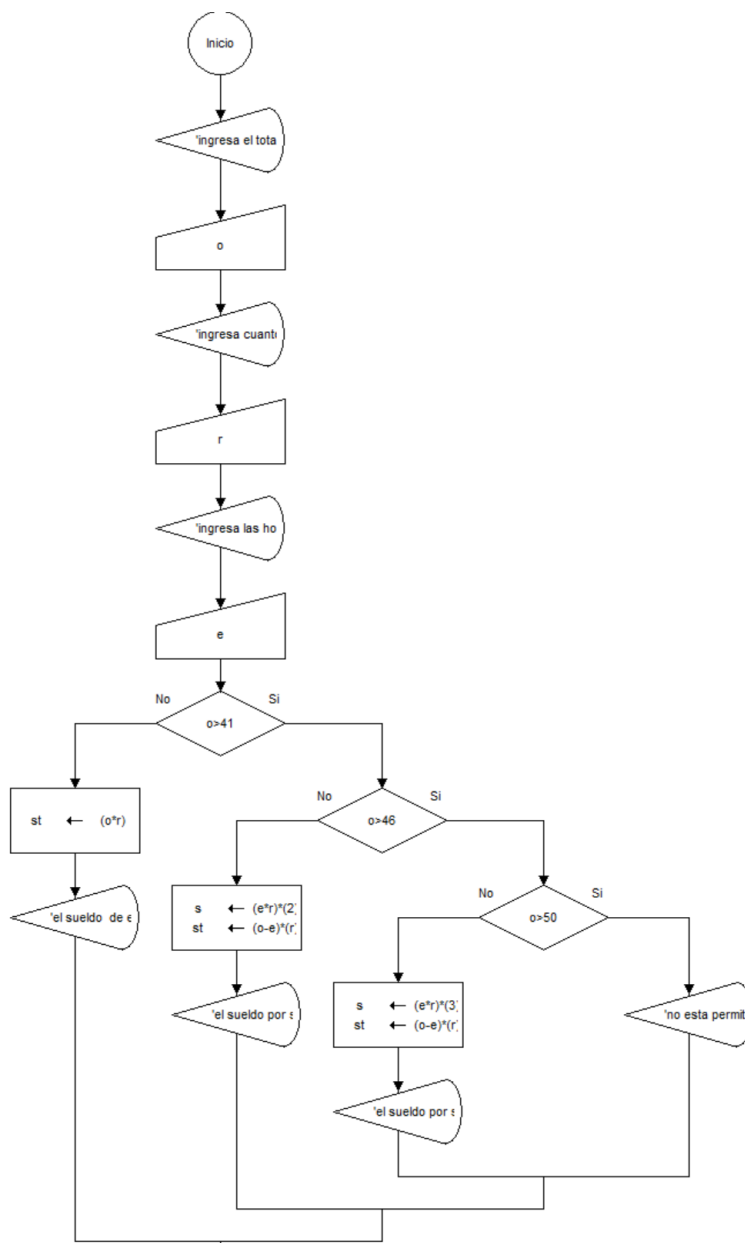 Inicio
'ingresa el tota
o
'ingresa cuant
r
'ingresa las ho
e
No
Si
o>41
st ← (o*r)
'el sueldo de e
No
Si
o>46
s ← (e*r)*(2)
st ← (o-e)*(r)
'el sueldo por s
No
Si
o>50
s ← (e*r)*(3)
st ← (o-e)*(r)
'el sueldo por s
'no esta permit